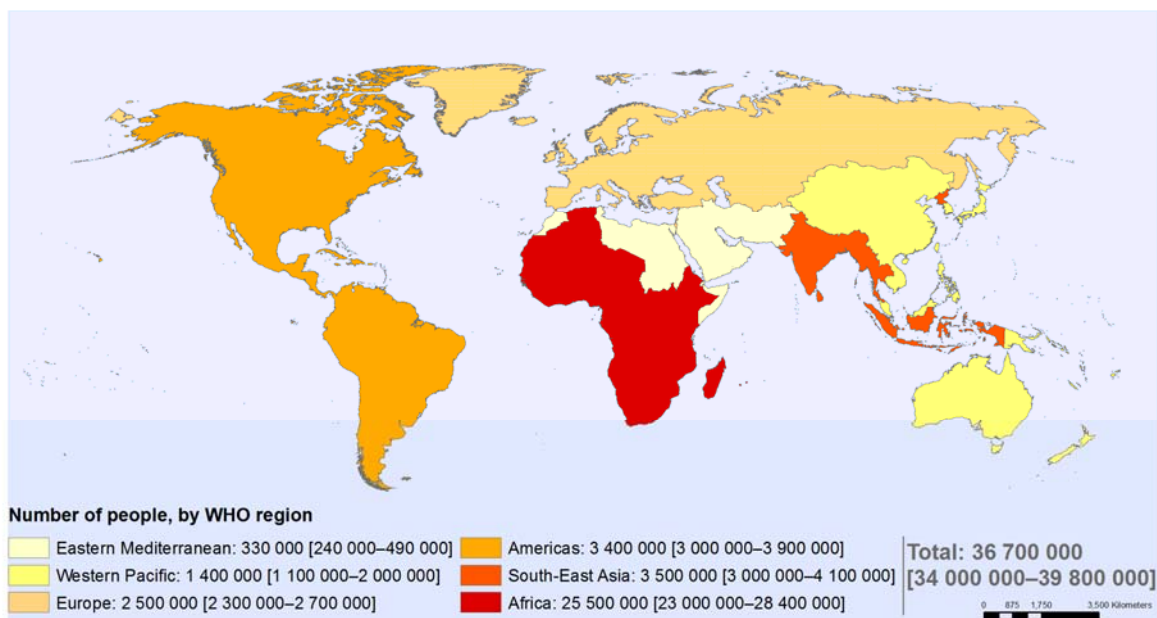 Number of people, by WHO region
Eastern Mediterranean: 330 000 [240 000–490 000]
Western Pacific: 1 400 000 [1 100 000–2 000 000]
Europe: 2 500 000 [2 300 000–2 700 000]
Americas: 3 400 000 [3 000 000–3 900 000]
South-East Asia: 3 500 000 [3 000 000–4 100 000]
Africa: 25 500 000 [23 000 000–28 400 000]
Total: 36 700 000
[34 000 000–39 800 000]
0 875 1,750 3,500 Kilometers